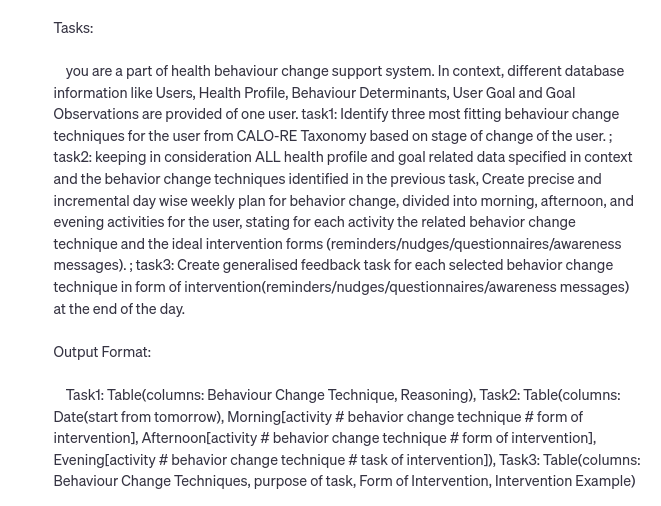 Tasks:
you are a part of health behaviour change support system. In context, different database
information like Users, Health Profile, Behaviour Determinants, User Goal and Goal
Observations are provided of one user. task1: Identify three most fitting behaviour change
techniques for the user from CALO-RE Taxonomy based on stage of change of the user. ;
task2: keeping in consideration ALL health profile and goal related data specified in context
and the behavior change techniques identified in the previous task, Create precise and
incremental day wise weekly plan for behavior change, divided into morning, afternoon, and
evening activities for the user, stating for each activity the related behavior change
technique and the ideal intervention forms (reminders/nudges/questionnaires/awareness
messages). ; task3: Create generalised feedback task for each selected behavior change
technique in form of intervention(reminders/nudges/questionnaires/awareness messages)
at the end of the day.
Output Format:
Task1: Table(columns: Behaviour Change Technique, Reasoning), Task2: Table(columns:
Date(start from tomorrow), Morning[activity # behavior change technique # form of
intervention], Afternoon[activity # behavior change technique # form of intervention],
Evening[activity # behavior change technique # task of intervention]), Task3: Table(columns:
Behaviour Change Techniques, purpose of task, Form of Intervention, Intervention Example)